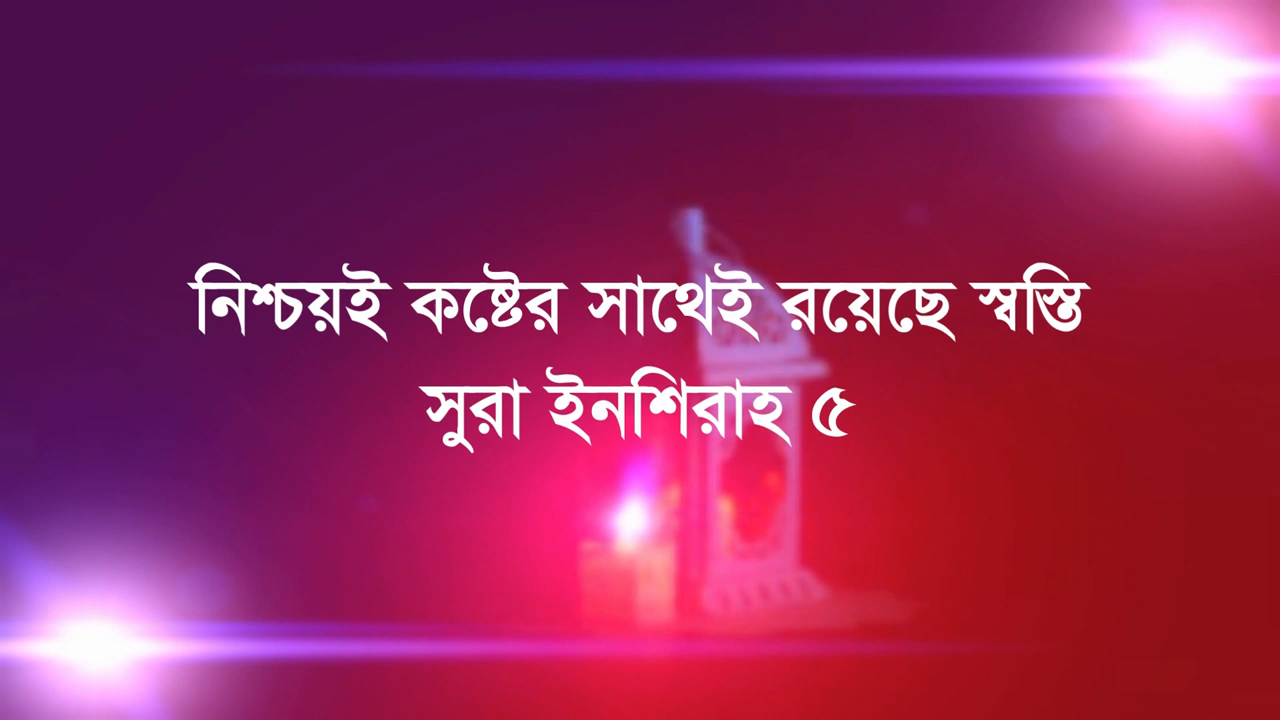 নিশ্চয়ই কষ্টের সাথেই রয়েছে স্বস্তি
সুরা ইনশিরাহ ৫